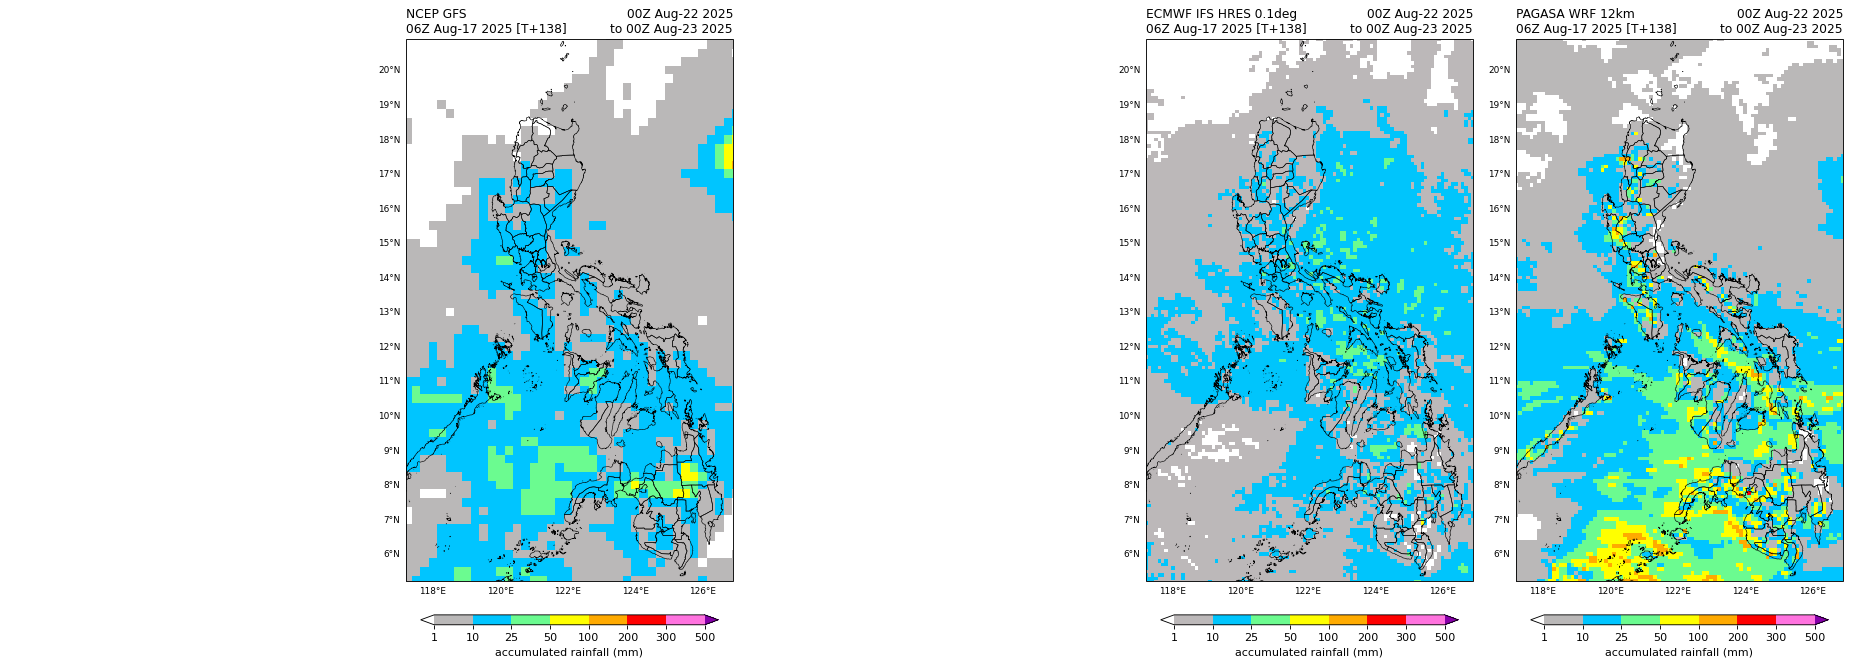 NCEP GFS 00Z Aug-22 2025
06Z Aug-17 2025 [T+138] to 00Z Aug-23 2025
20°N
19°N
18°N
17°N
16°N
15°N
14°N
13°N
12°N
11°N
10°N
9°N
8°N
7°N
6°N
118°E 120°E 122°E 124°E 126°E
1 10 25 50 100 200 300 500
accumulated rainfall (mm)
ECMWF IFS HRES 0.1deg 00Z Aug-22 2025
06Z Aug-17 2025 [T+138] to 00Z Aug-23 2025
20°N
19°N
18°N
17°N
16°N
15°N
14°N
13°N
12°N
11°N
10°N
9°N
8°N
7°N
6°N
118°E 120°E 122°E 124°E 126°E
1 10 25 50 100 200 300 500
accumulated rainfall (mm)
PAGASA WRF 12km 00Z Aug-22 2025
06Z Aug-17 2025 [T+138] to 00Z Aug-23 2025
20°N
19°N
18°N
17°N
16°N
15°N
14°N
13°N
12°N
11°N
10°N
9°N
8°N
7°N
6°N
118°E 120°E 122°E 124°E 126°E
1 10 25 50 100 200 300 500
accumulated rainfall (mm)